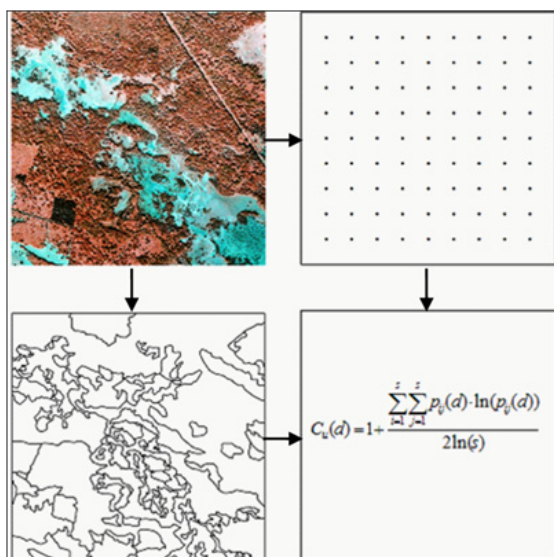 C_u(d) = 1 + \frac{\sum_{i=1}^{s} \sum_{j=1}^{s} p_{ij}(d) \cdot \ln(p_{ij}(d))}{2\ln(s)}